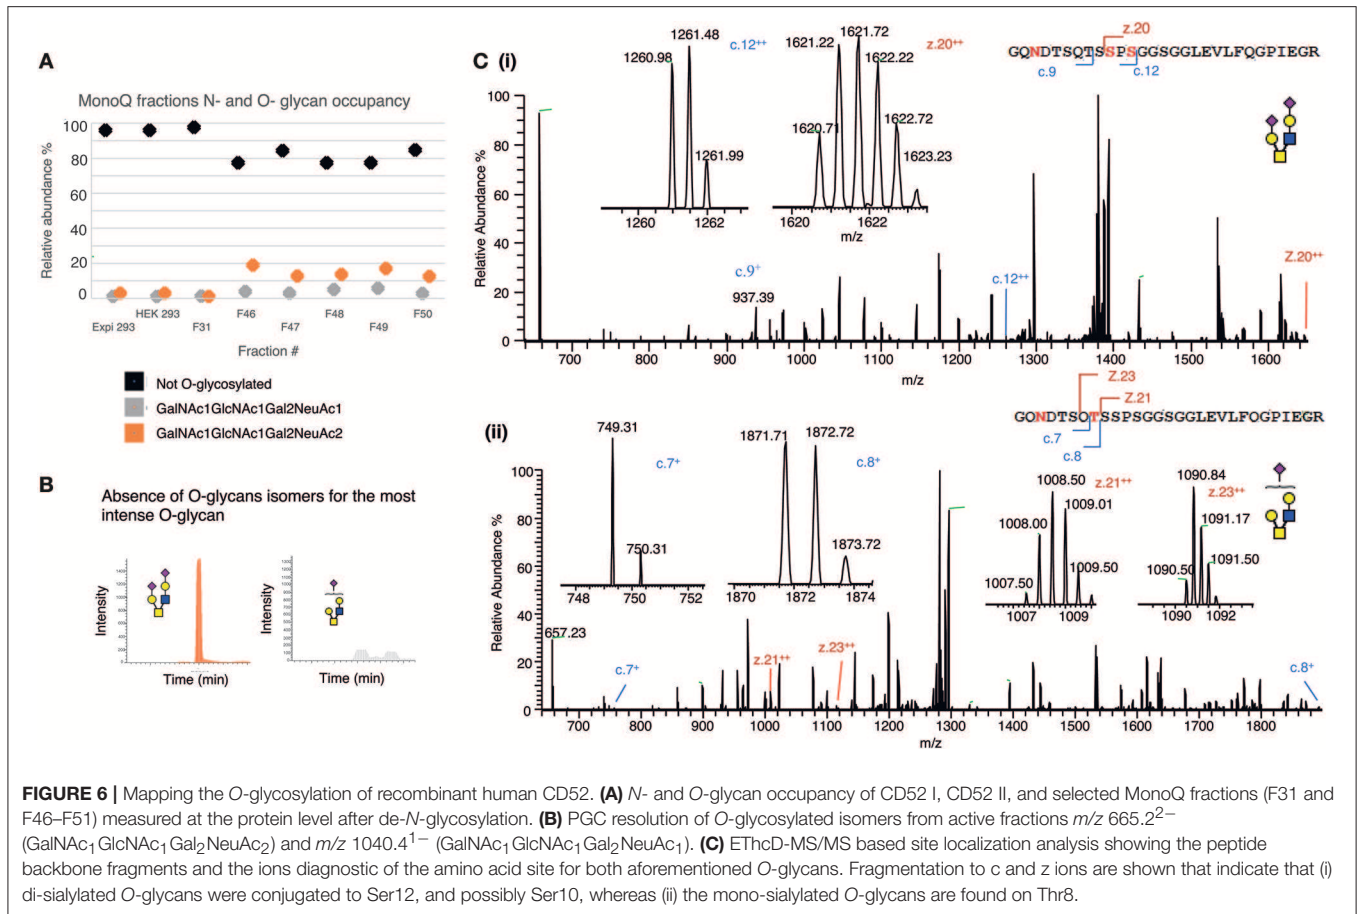 A
MonoQ fractions N- and O- glycan occupancy
Relative abundance %
100
80
60
40
20
0
Expi 293
HEK 293
F31
F46
F47
F48
F49
F50
Fraction #
Not O-glycosylated
GalNAc1GlcNAc1Gal2NeuAc1
GalNAc1GlcNAc1Gal2NeuAc2
B
Absence of O-glycans isomers for the most
intense O-glycan
Intensity
Time (min)
Intensity
Time (min)
C (i)
1260.98
1261.48
1261.99
c.12++
1260
1262
1620.71
1621.22
1621.72
1622.22
1622.72
1623.23
z.20++
1620
1622
m/z
z.20
GQNDTSQTSSPSGGSGGLEVLFQGPIEGR
c.9
c.12
Relative Abundance %
100
80
60
40
20
0
c.9+
937.39
c.12++
Z.20++
700
800
900
1000
1100
1200
1300
1400
1500
1600
m/z
(ii)
Z.23
Z.21
GQNDTSQTSSPSGGSGGLEVLFQGPIEGR
c.7
c.8
749.31
750.31
c.7+
748
750
752
1871.71
1872.72
1873.72
c.8+
1870
1872
1874
1007.50
1008.00
1008.50
1009.01
1009.50
z.21++
1007
1009
1090.50
1090.84
1091.17
1091.50
z.23++
1090
1092
Relative Abundance %
100
80
60
40
20
0
657.23
c.7+
z.21++
z.23++
c.8+
700
800
900
1000
1100
1200
1300
1400
1500
1600
1700
1800
m/z
FIGURE 6 | Mapping the O-glycosylation of recombinant human CD52. (A) N- and O-glycan occupancy of CD52 I, CD52 II, and selected MonoQ fractions (F31 and
F46–F51) measured at the protein level after de-N-glycosylation. (B) PGC resolution of O-glycosylated isomers from active fractions m/z 665.2²⁻
(GalNAc₁GlcNAc₁Gal₂NeuAc₂) and m/z 1040.4¹⁻ (GalNAc₁GlcNAc₁Gal₂NeuAc₁). (C) EThcD-MS/MS based site localization analysis showing the peptide
backbone fragments and the ions diagnostic of the amino acid site for both aforementioned O-glycans. Fragmentation to c and z ions are shown that indicate that (i)
di-sialylated O-glycans were conjugated to Ser12, and possibly Ser10, whereas (ii) the mono-sialylated O-glycans are found on Thr8.